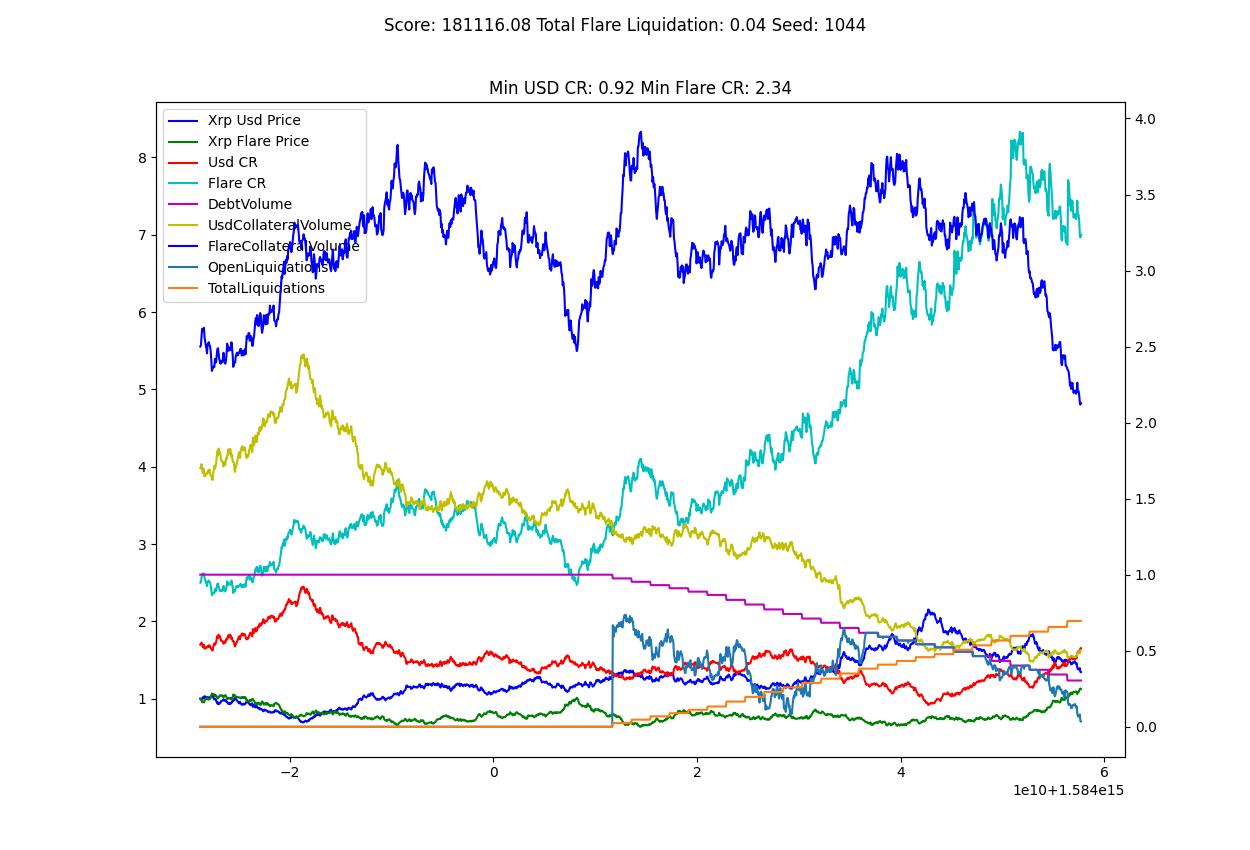 Score: 181116.08 Total Flare Liquidation: 0.04 Seed: 1044
Min USD CR: 0.92 Min Flare CR: 2.34
Xrp Usd Price
Xrp Flare Price
Usd CR
Flare CR
DebtVolume
UsdCollateralVolume
FlareCollateralVolume
OpenLiquidations
TotalLiquidations
8
7
6
5
4
3
2
1
4.0
3.5
3.0
2.5
2.0
1.5
1.0
0.5
0.0
−2
0
2
4
6
1e10+1.584e15